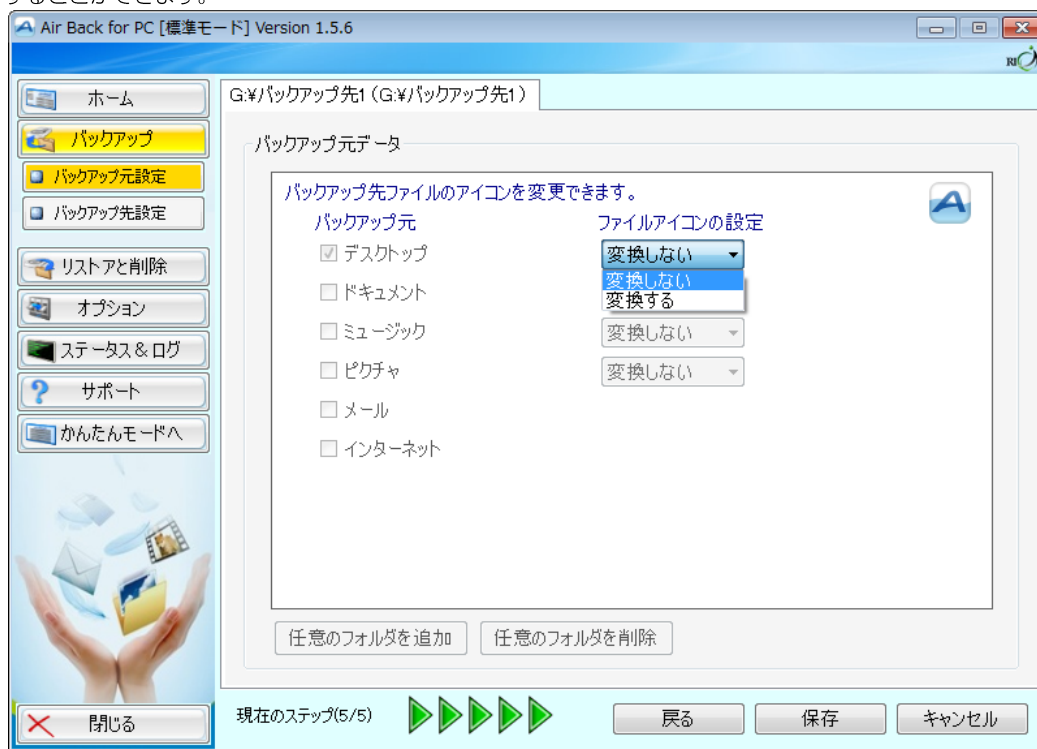 することができます。
Air Back for PC [標準モード] Version 1.5.6
RI
ホーム
バックアップ
バックアップ元設定
バックアップ先設定
リストアと削除
オプション
ステータス & ログ
サポート
かんたんモードへ
閉じる
G:¥バックアップ先1 (G:¥バックアップ先1)
バックアップ元データ
バックアップ先ファイルのアイコンを変更できます。
バックアップ元 ファイルアイコンの設定
デスクトップ 変換しない
変換しない
変換する
ドキュメント
ミュージック 変換しない
ピクチャ 変換しない
メール
インターネット
任意のフォルダを追加 任意のフォルダを削除
現在のステップ(5/5) 戻る 保存 キャンセル